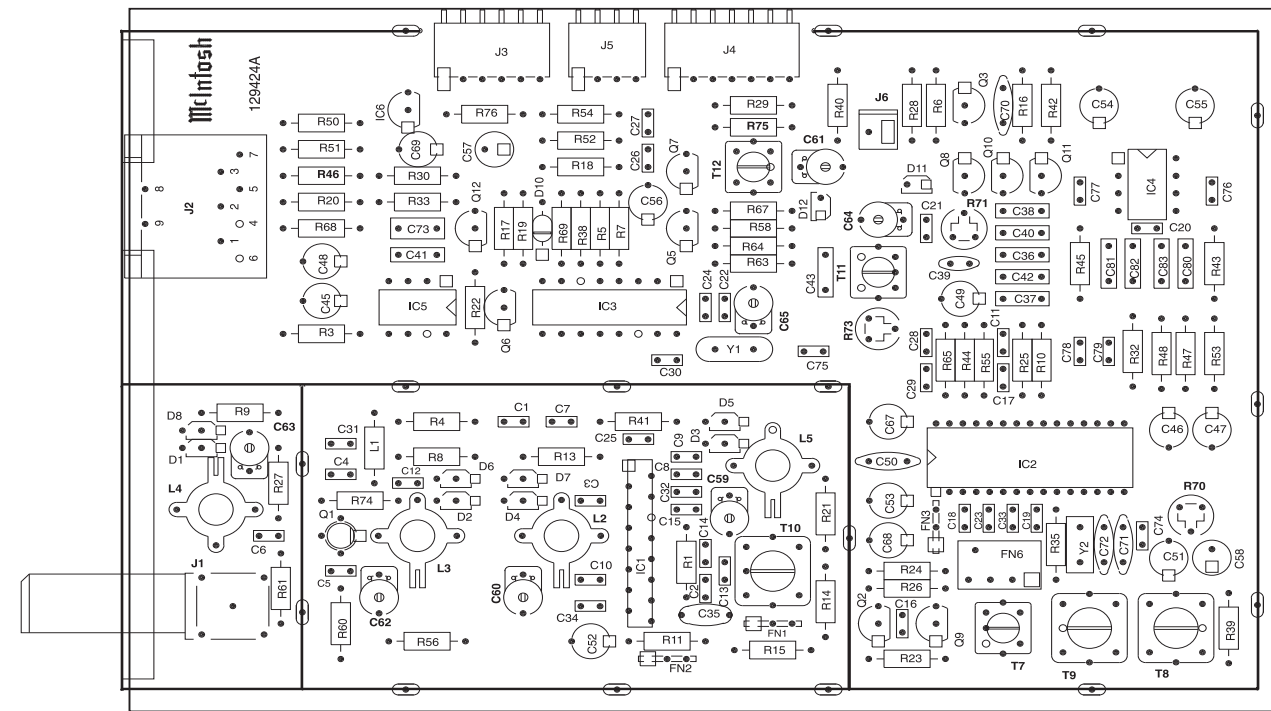 McIntosh
129424A
J3
J5
J4
IC6
R76
R54
R52
R18
C27
C26
R50
R51
R46
R20
R68
C69
C57
R30
R33
C73
C41
Q12
D10
R17
R19
R69
R38
R5
R7
C56
Q7
Q5
R29
R75
T12
C61
R67
R58
R64
R63
D12
R40
J6
R28
R6
Q3
C70
R16
R42
C54
C55
Q8
Q10
Q11
D11
C64
C21
R71
C77
IC4
C76
C20
C38
C40
C36
C42
C37
C39
C49
T11
C43
R45
C81
C82
C83
C80
R43
J2
7
3
5
8
2
9
4
1
6
C48
C45
R3
IC5
R22
Q6
IC3
C24
C22
C65
Y1
C30
C75
R73
C28
C29
R65
R44
R55
C11
C17
R25
R10
C78
C79
R32
R48
R47
R53
D8
R9
C63
D1
R27
L4
C6
J1
R61
C31
L1
C4
R4
R8
C12
R74
D6
D2
Q1
C5
R60
C62
L3
R56
C1
C7
R13
D7
D4
C3
L2
C60
C10
C34
C52
R41
C25
C9
C8
C32
C15
IC1
D5
D3
L5
C59
C14
T10
R1
C2
C13
C35
R21
R14
R11
FN1
R15
FN2
C67
C50
C53
C68
IC2
C46
C47
FN3
C18
C23
C33
C19
R35
Y2
C72
C71
C74
R70
C51
C58
FN6
R24
R26
Q2
C16
Q9
R23
T7
T9
T8
R39